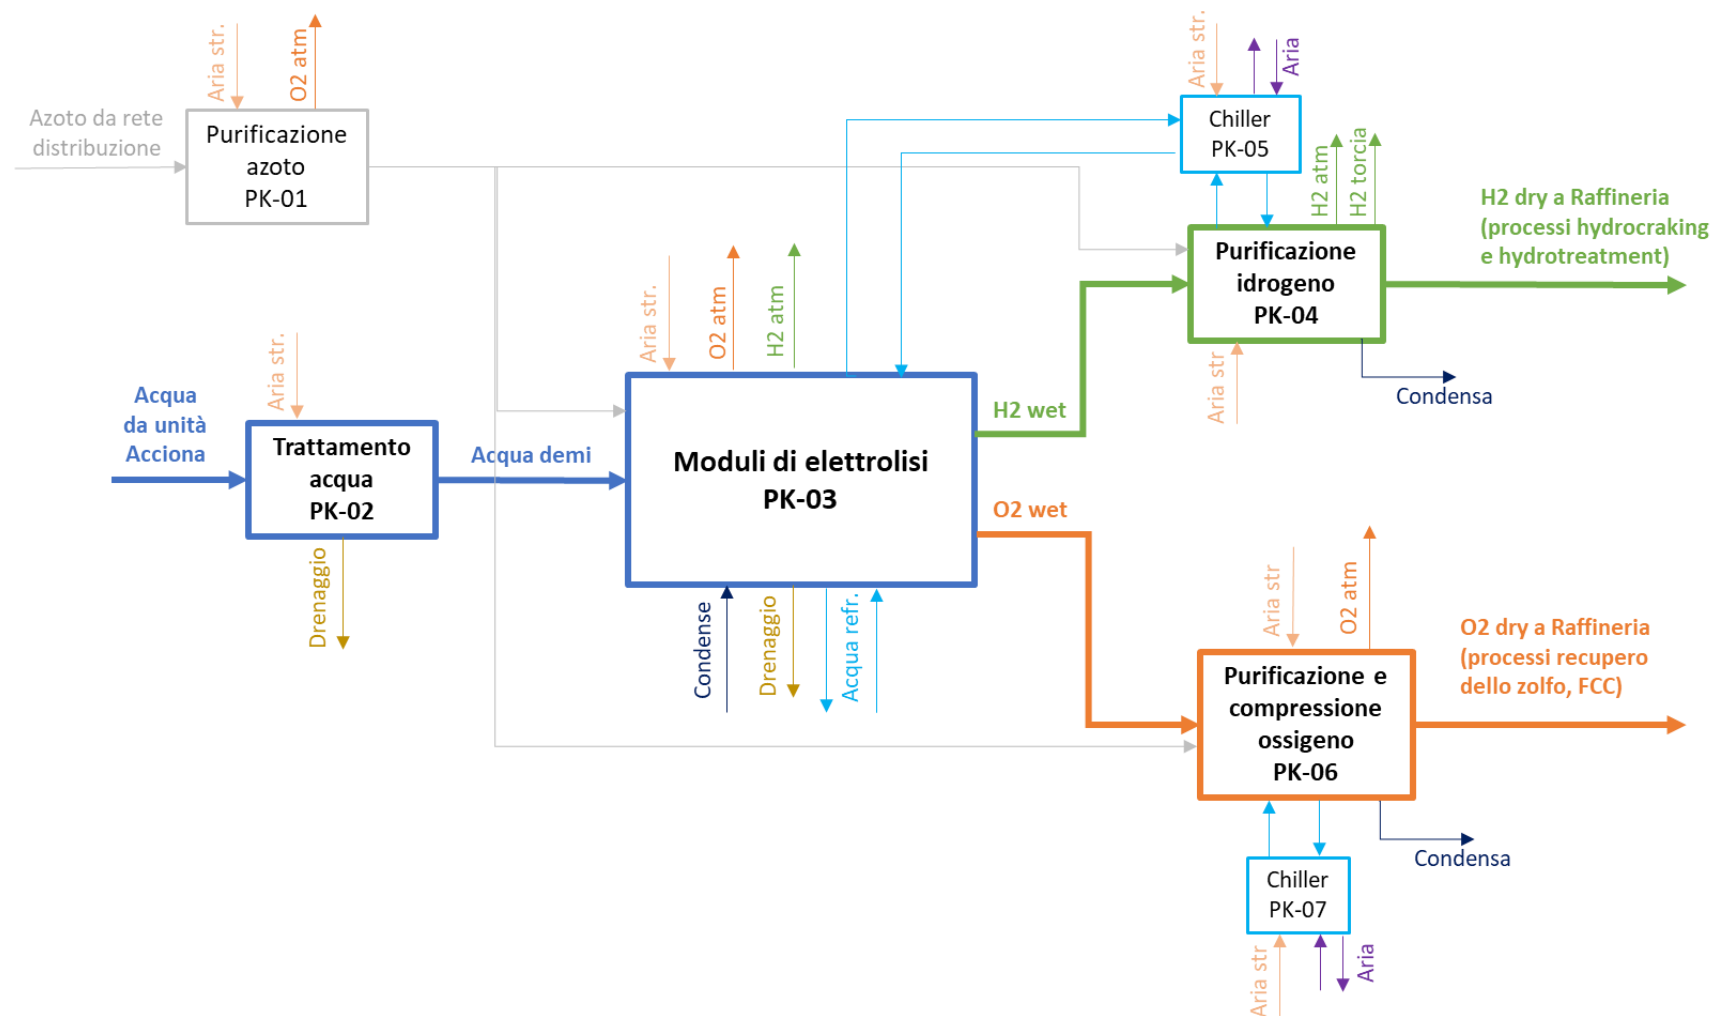 Aria str.
O2 atm
Azoto da rete
distribuzione
Purificazione
azoto
PK-01
Aria str.
Aria
Chiller
PK-05
H2 atm
H2 torcia
H2 dry a Raffineria
(processi hydrocraking
e hydrotreatment)
Purificazione
idrogeno
PK-04
Aria str
Condensa
Aria str.
O2 atm
H2 atm
Aria str.
Acqua
da unità
Acciona
Trattamento
acqua
PK-02
Drenaggio
Acqua demi
Moduli di elettrolisi
PK-03
H2 wet
O2 wet
Condense
Drenaggio
Acqua refr.
Aria str
O2 atm
O2 dry a Raffineria
(processi recupero
dello zolfo, FCC)
Purificazione e
compressione
ossigeno
PK-06
Condensa
Chiller
PK-07
Aria str
Aria